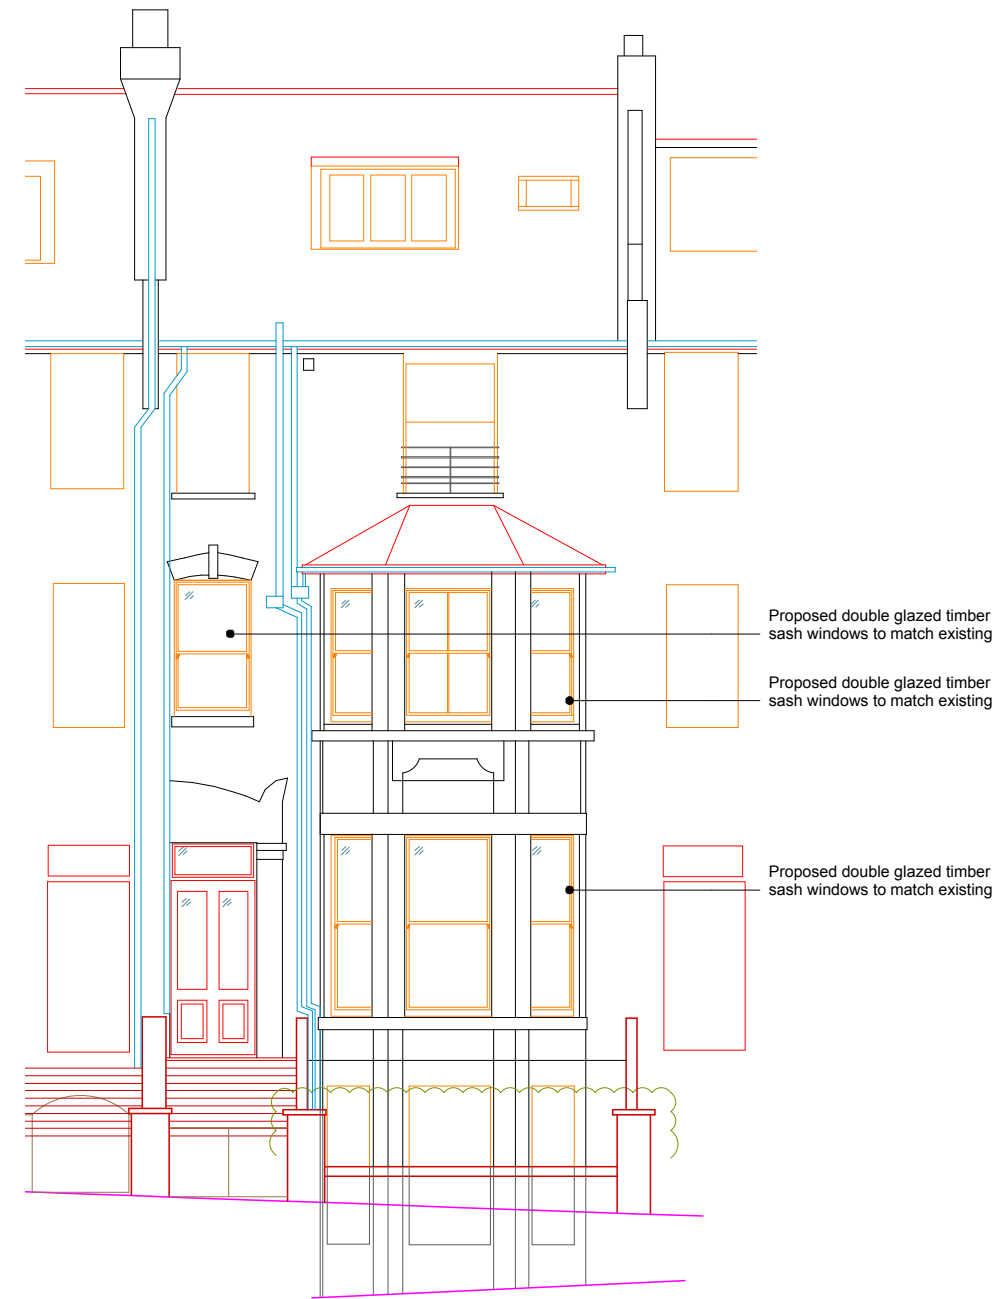 Proposed double glazed timber
sash windows to match existing
Proposed double glazed timber
sash windows to match existing
Proposed double glazed timber
sash windows to match existing